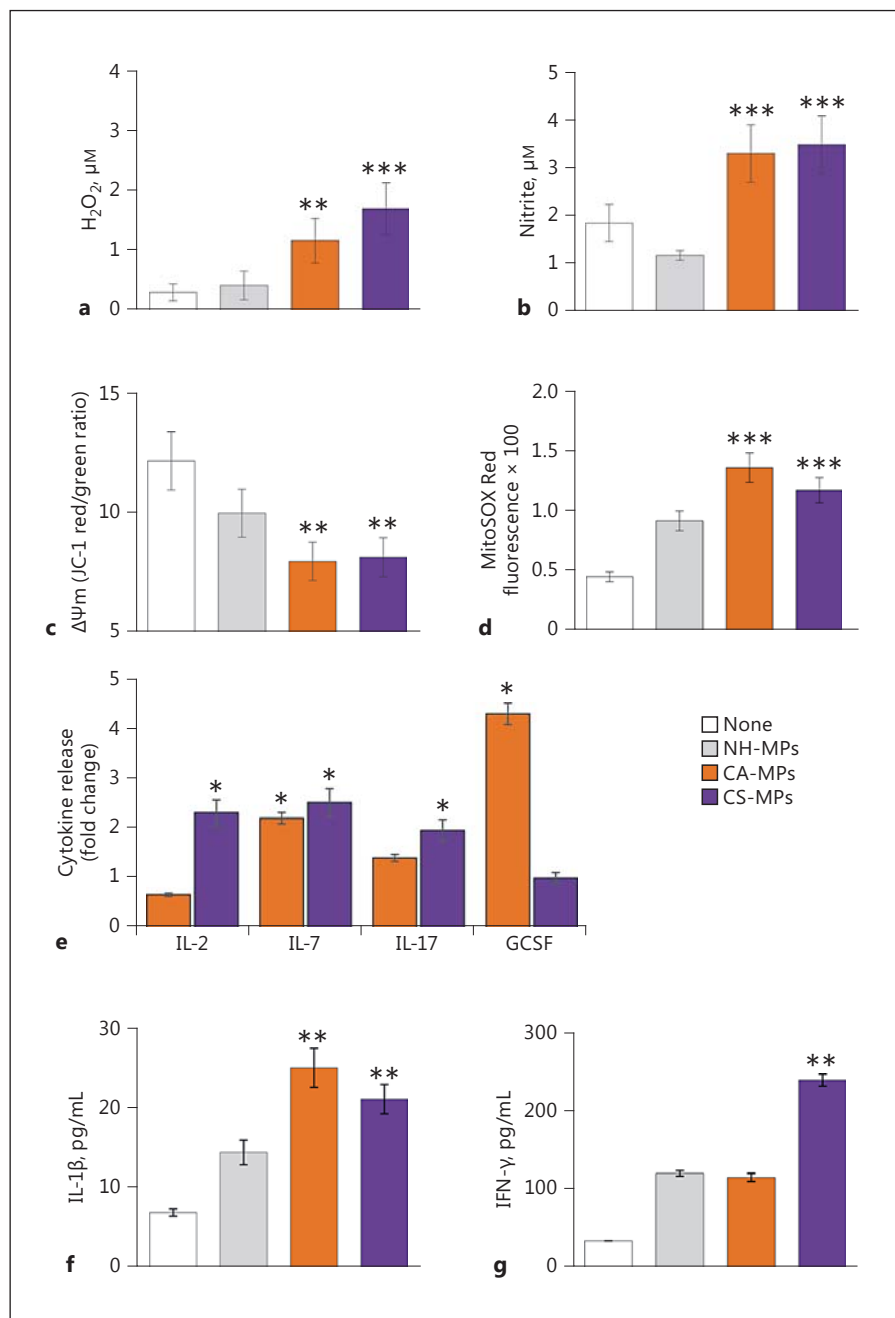 4
3
2
1
0
H₂O₂, μM
**
***
a
5
4
3
2
1
0
Nitrite, μM
***
***
b
15
10
5
ΔΨm (JC-1 red/green ratio)
**
**
c
2.0
1.5
1.0
0.5
0
MitoSOX Red
fluorescence × 100
***
***
d
5
4
3
2
1
0
Cytokine release
(fold change)
*
*
*
*
*
IL-2 IL-7 IL-17 GCSF
e
None
NH-MPs
CA-MPs
CS-MPs
30
20
10
0
IL-1β, pg/mL
**
**
f
300
200
100
0
IFN-γ, pg/mL
**
g